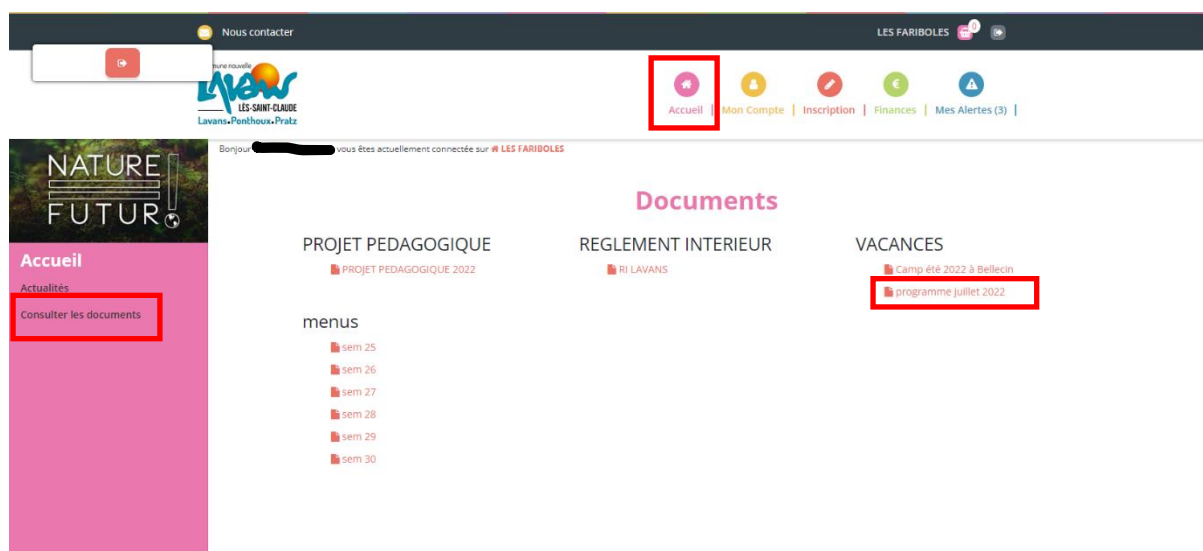 Nous contacter
LES FARIBOLES 0
LAVANS
LÈS-SAINT-CLAUDE
Lavans•Ponthoux•Pratz
Accueil | Mon Compte | Inscription | Finances | Mes Alertes (3) |
Bonjour vous êtes actuellement connectée sur LES FARIBOLES
NATURE
FUTUR!
Accueil
Actualités
Consulter les documents
Documents
PROJET PEDAGOGIQUE
PROJET PEDAGOGIQUE 2022
REGLEMENT INTERIEUR
RI LAVANS
VACANCES
Camp été 2022 à Bellecin
programme juillet 2022
menus
sem 25
sem 26
sem 27
sem 28
sem 29
sem 30